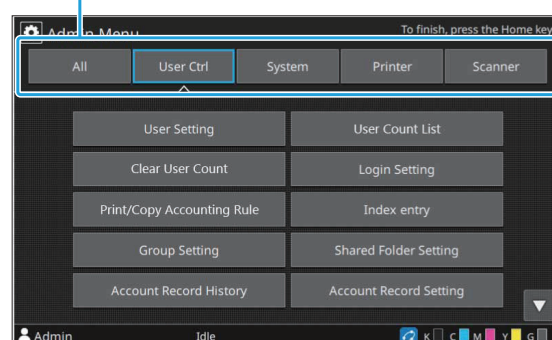 Admin Menu To finish, press the Home key
All User Ctrl System Printer Scanner
User Setting User Count List
Clear User Count Login Setting
Print/Copy Accounting Rule Index entry
Group Setting Shared Folder Setting
Account Record History Account Record Setting
Admin Idle K C M Y G